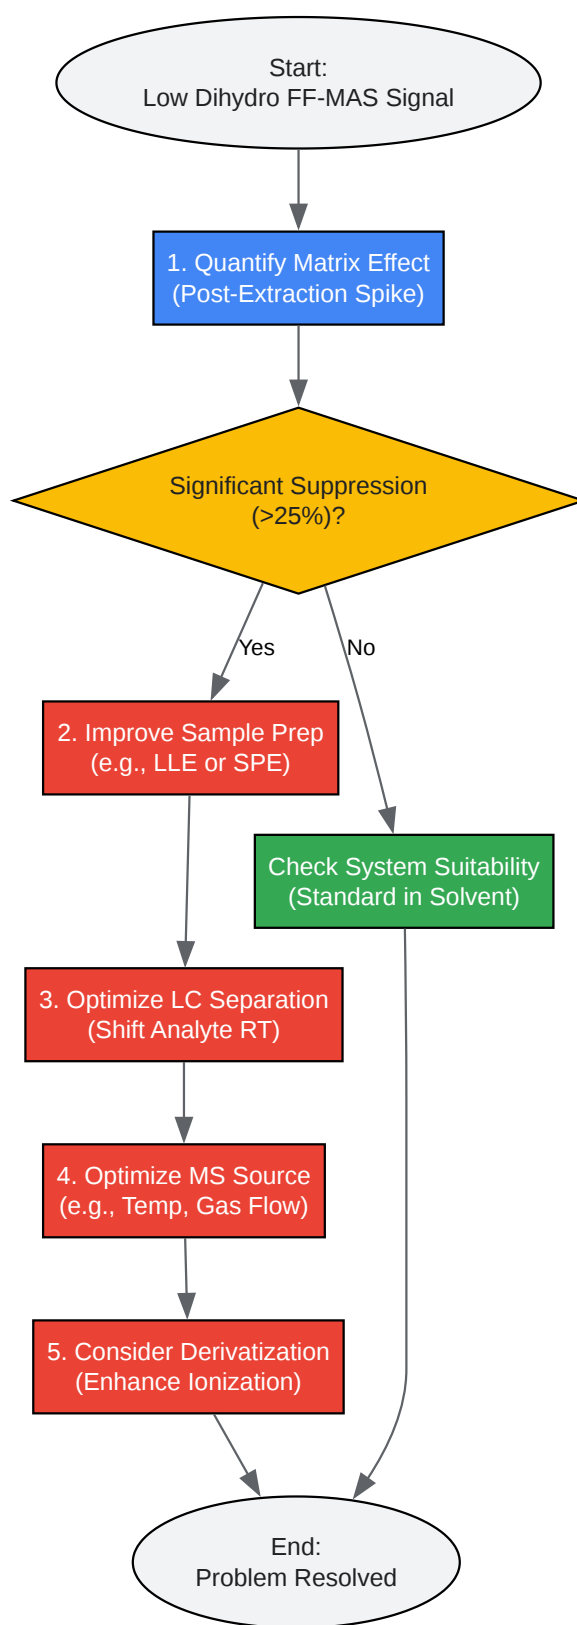 Start:
Low Dihydro FF-MAS Signal
1. Quantify Matrix Effect
(Post-Extraction Spike)
Significant Suppression
(>25%)?
Yes
No
2. Improve Sample Prep
(e.g., LLE or SPE)
Check System Suitability
(Standard in Solvent)
3. Optimize LC Separation
(Shift Analyte RT)
4. Optimize MS Source
(e.g., Temp, Gas Flow)
5. Consider Derivatization
(Enhance Ionization)
End:
Problem Resolved